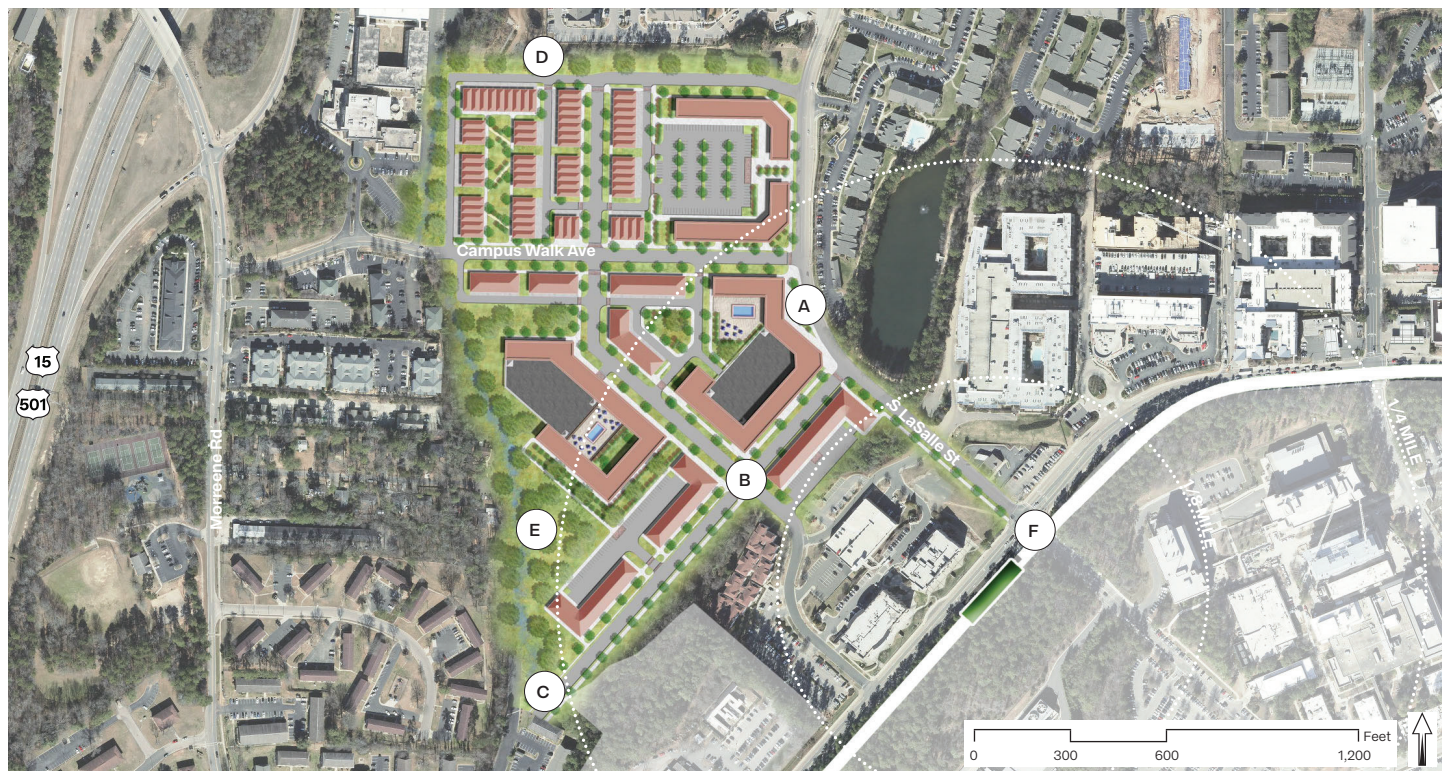 D
Campus Walk Ave
A
15
501
S LaSalle St
1/4 MILE
Morreene Rd
B
1/8 MILE
E
F
C
Feet
0 300 600 1,200